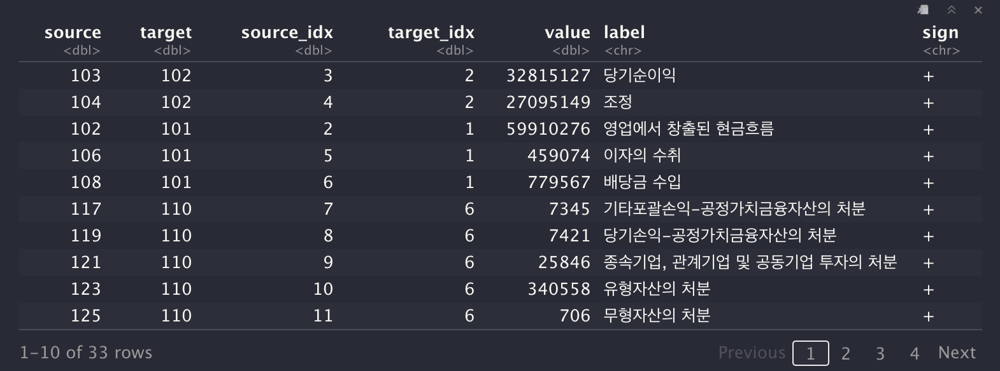 source target source_idx target_idx value label sign
<dbl> <dbl> <dbl> <dbl> <dbl> <chr> <chr>
103 102 3 2 32815127 당기순이익 +
104 102 4 2 27095149 조정 +
102 101 2 1 59910276 영업에서 창출된 현금흐름 +
106 101 5 1 459074 이자의 수취 +
108 101 6 1 779567 배당금 수입 +
117 110 7 6 7345 기타포괄손익-공정가치금융자산의 처분 +
119 110 8 6 7421 당기손익-공정가치금융자산의 처분 +
121 110 9 6 25846 종속기업, 관계기업 및 공동기업 투자의 처분 +
123 110 10 6 340558 유형자산의 처분 +
125 110 11 6 706 무형자산의 처분 +
1-10 of 33 rows Previous 1 2 3 4 Next